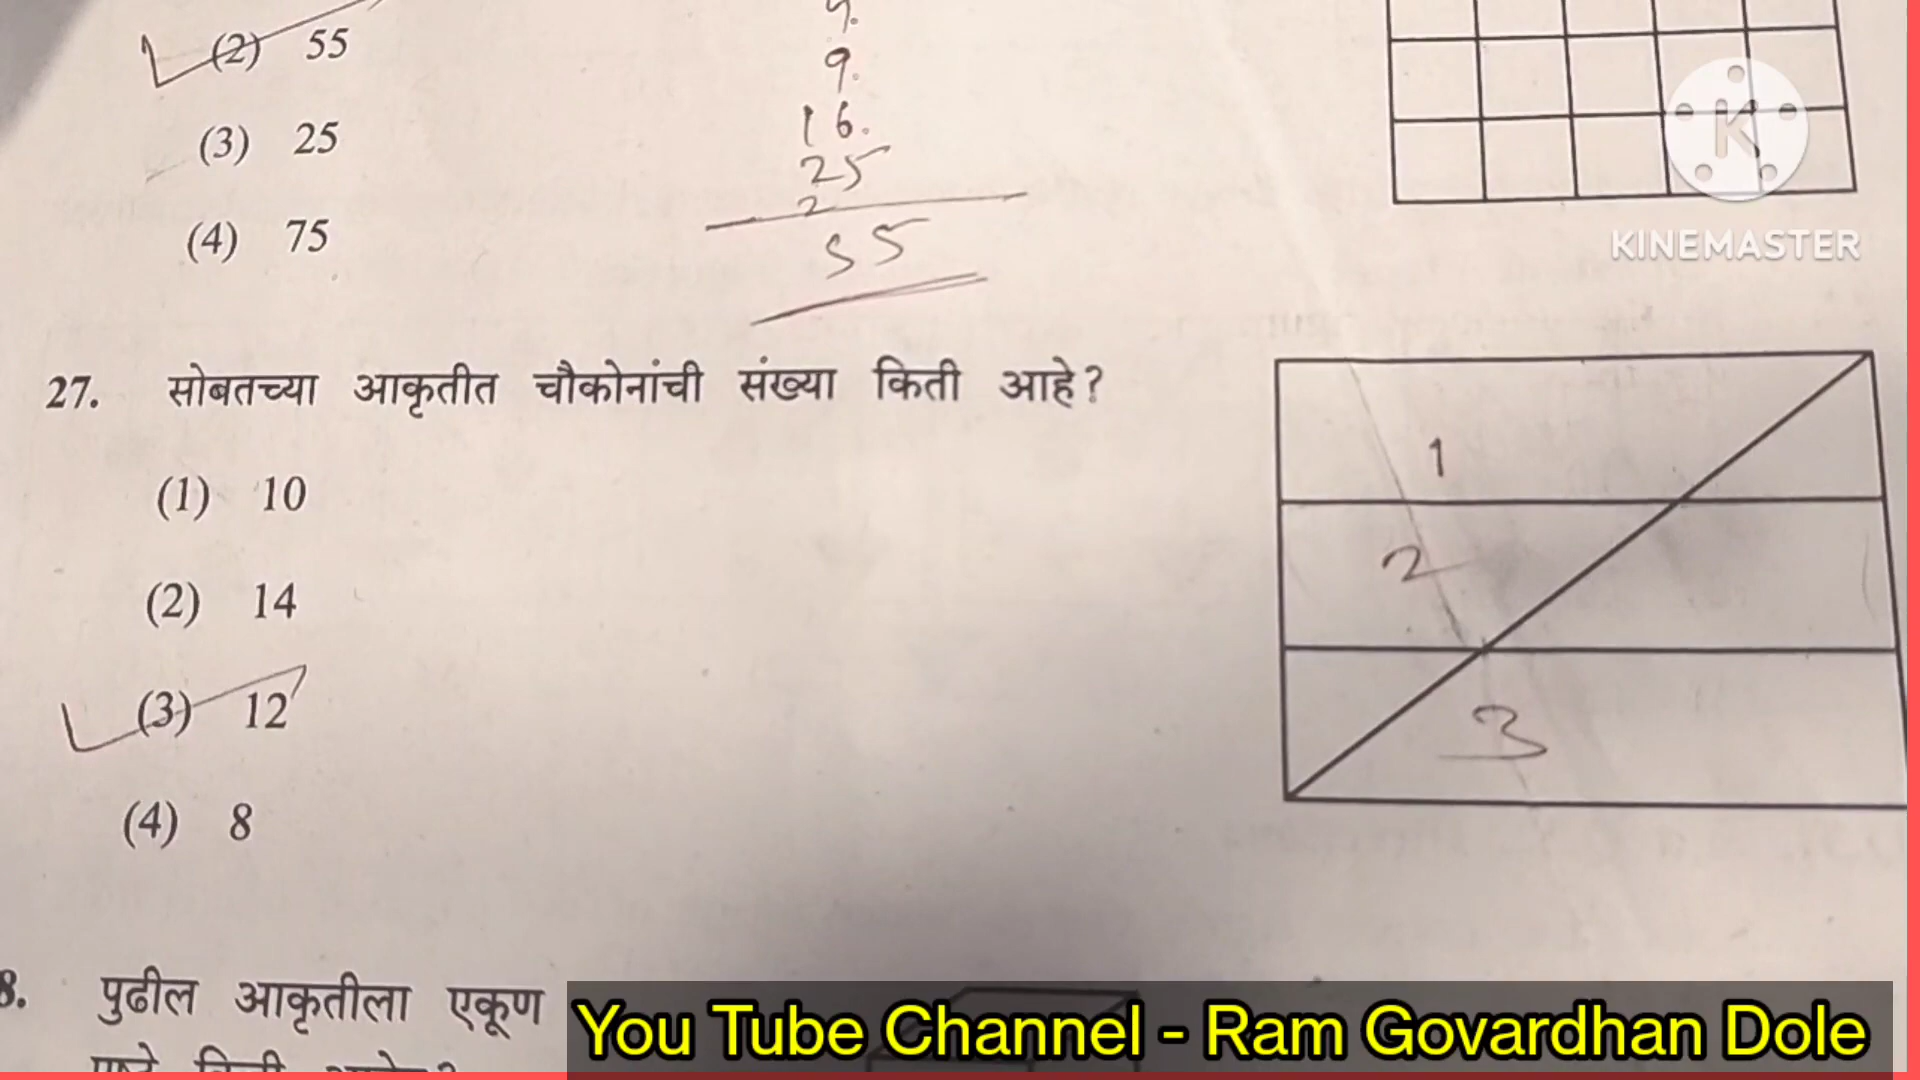 (2) 55
9.
16.
(3) 25
25
(4) 75
55
K
KINEMASTER
27. सोबतच्या आकृतीत चौकोनांची संख्या किती आहे?
(1) 10
(2) 14
(3) 12
(4) 8
1
2
3
8. पुढील आकृतीला एकूण
You Tube Channel - Ram Govardhan Dole